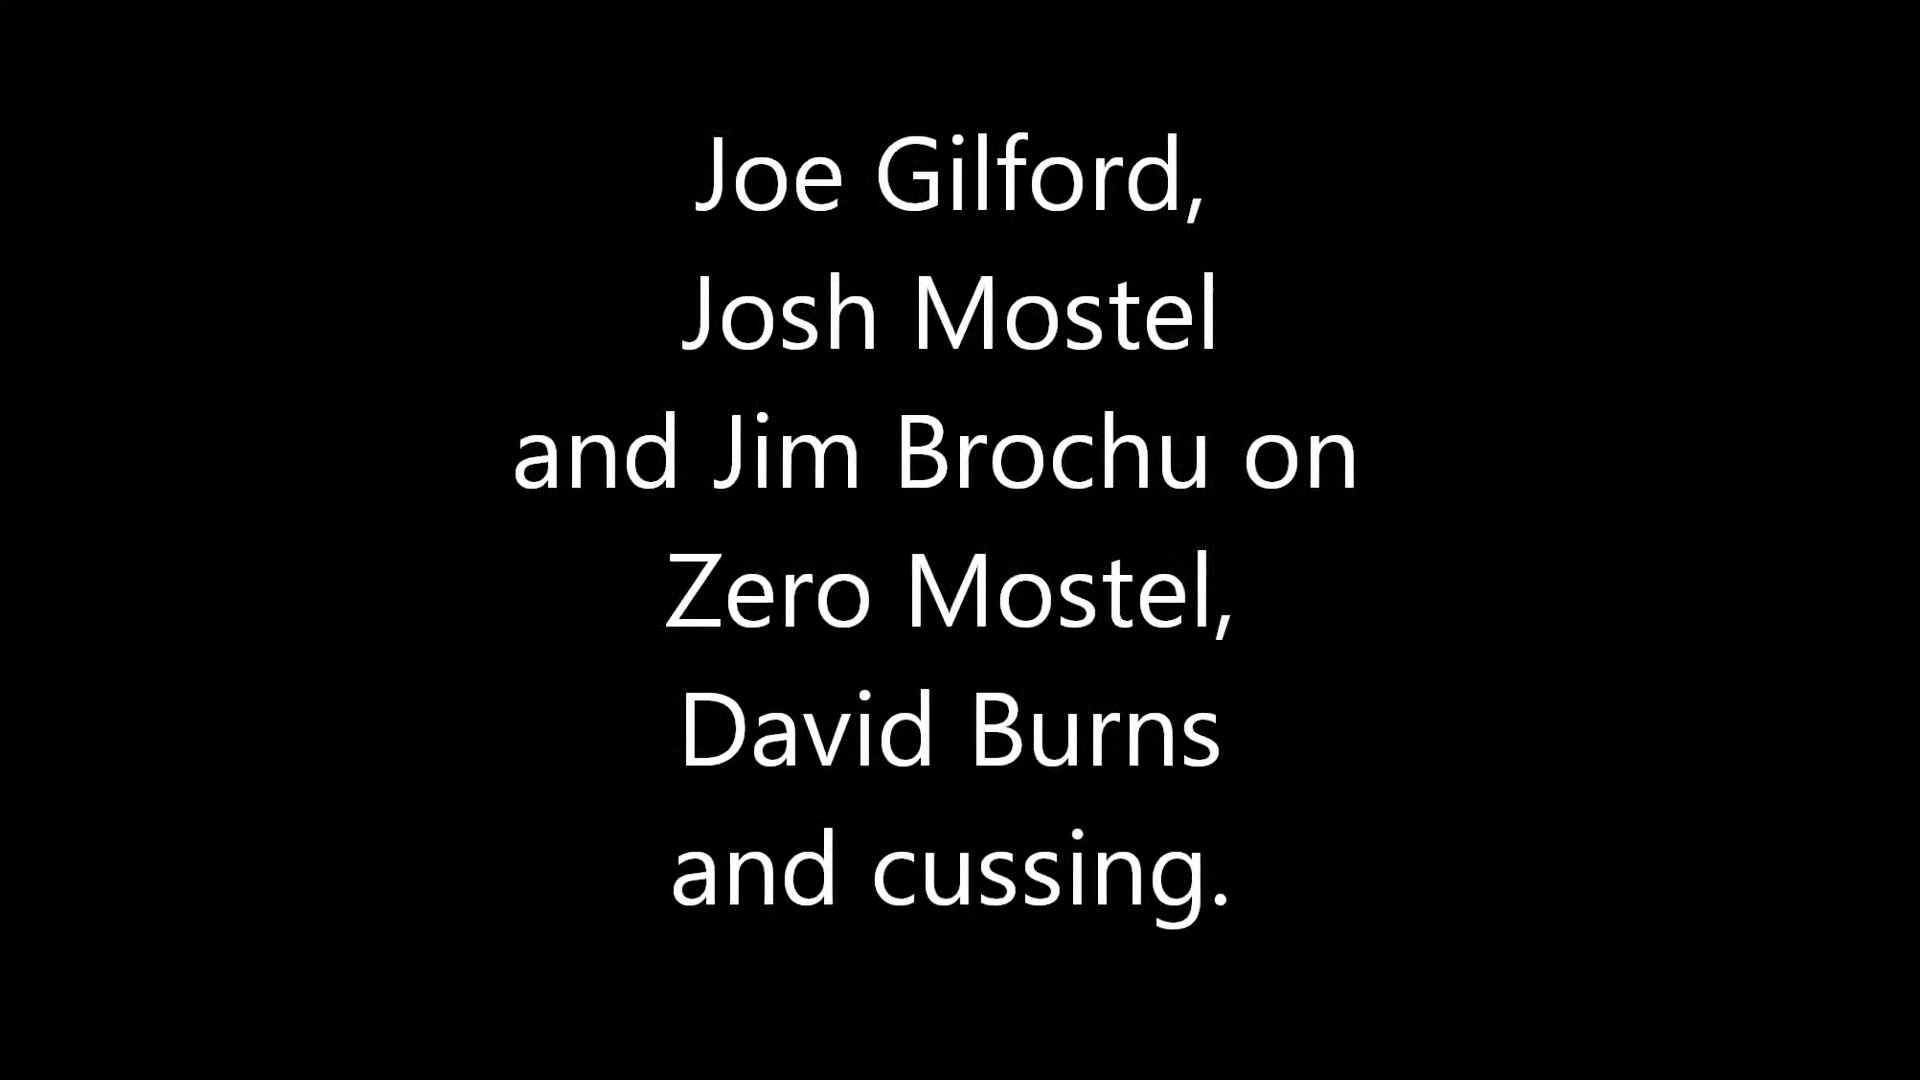 Joe Gilford,
Josh Mostel
and Jim Brochu on
Zero Mostel,
David Burns
and cussing.